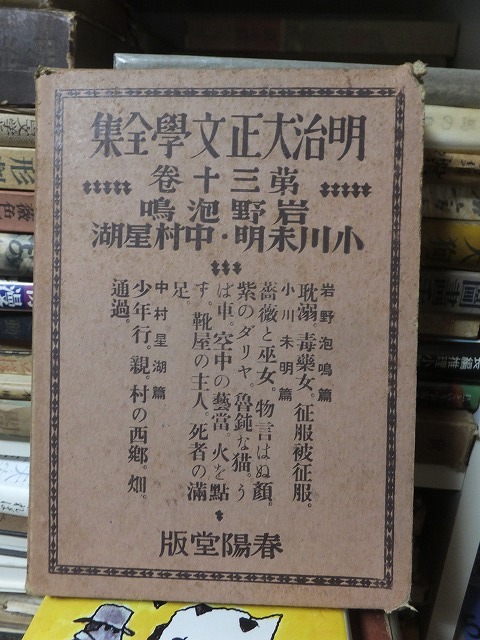 明治大正文學全集
第三十卷
岩野泡鳴
小川未明・中村星湖
岩野泡鳴篇
耽溺。毒藥女。征服被征服。
小川未明篇
薔薇と巫女。物言はぬ顏。
紫のダリヤ。魯鈍な猫。う
ば車。空中の藝當。火を點
す。靴屋の主人。死者の滿
足。
中村星湖篇
少年行。親。村の西郷。畑。
通過。
春陽堂版